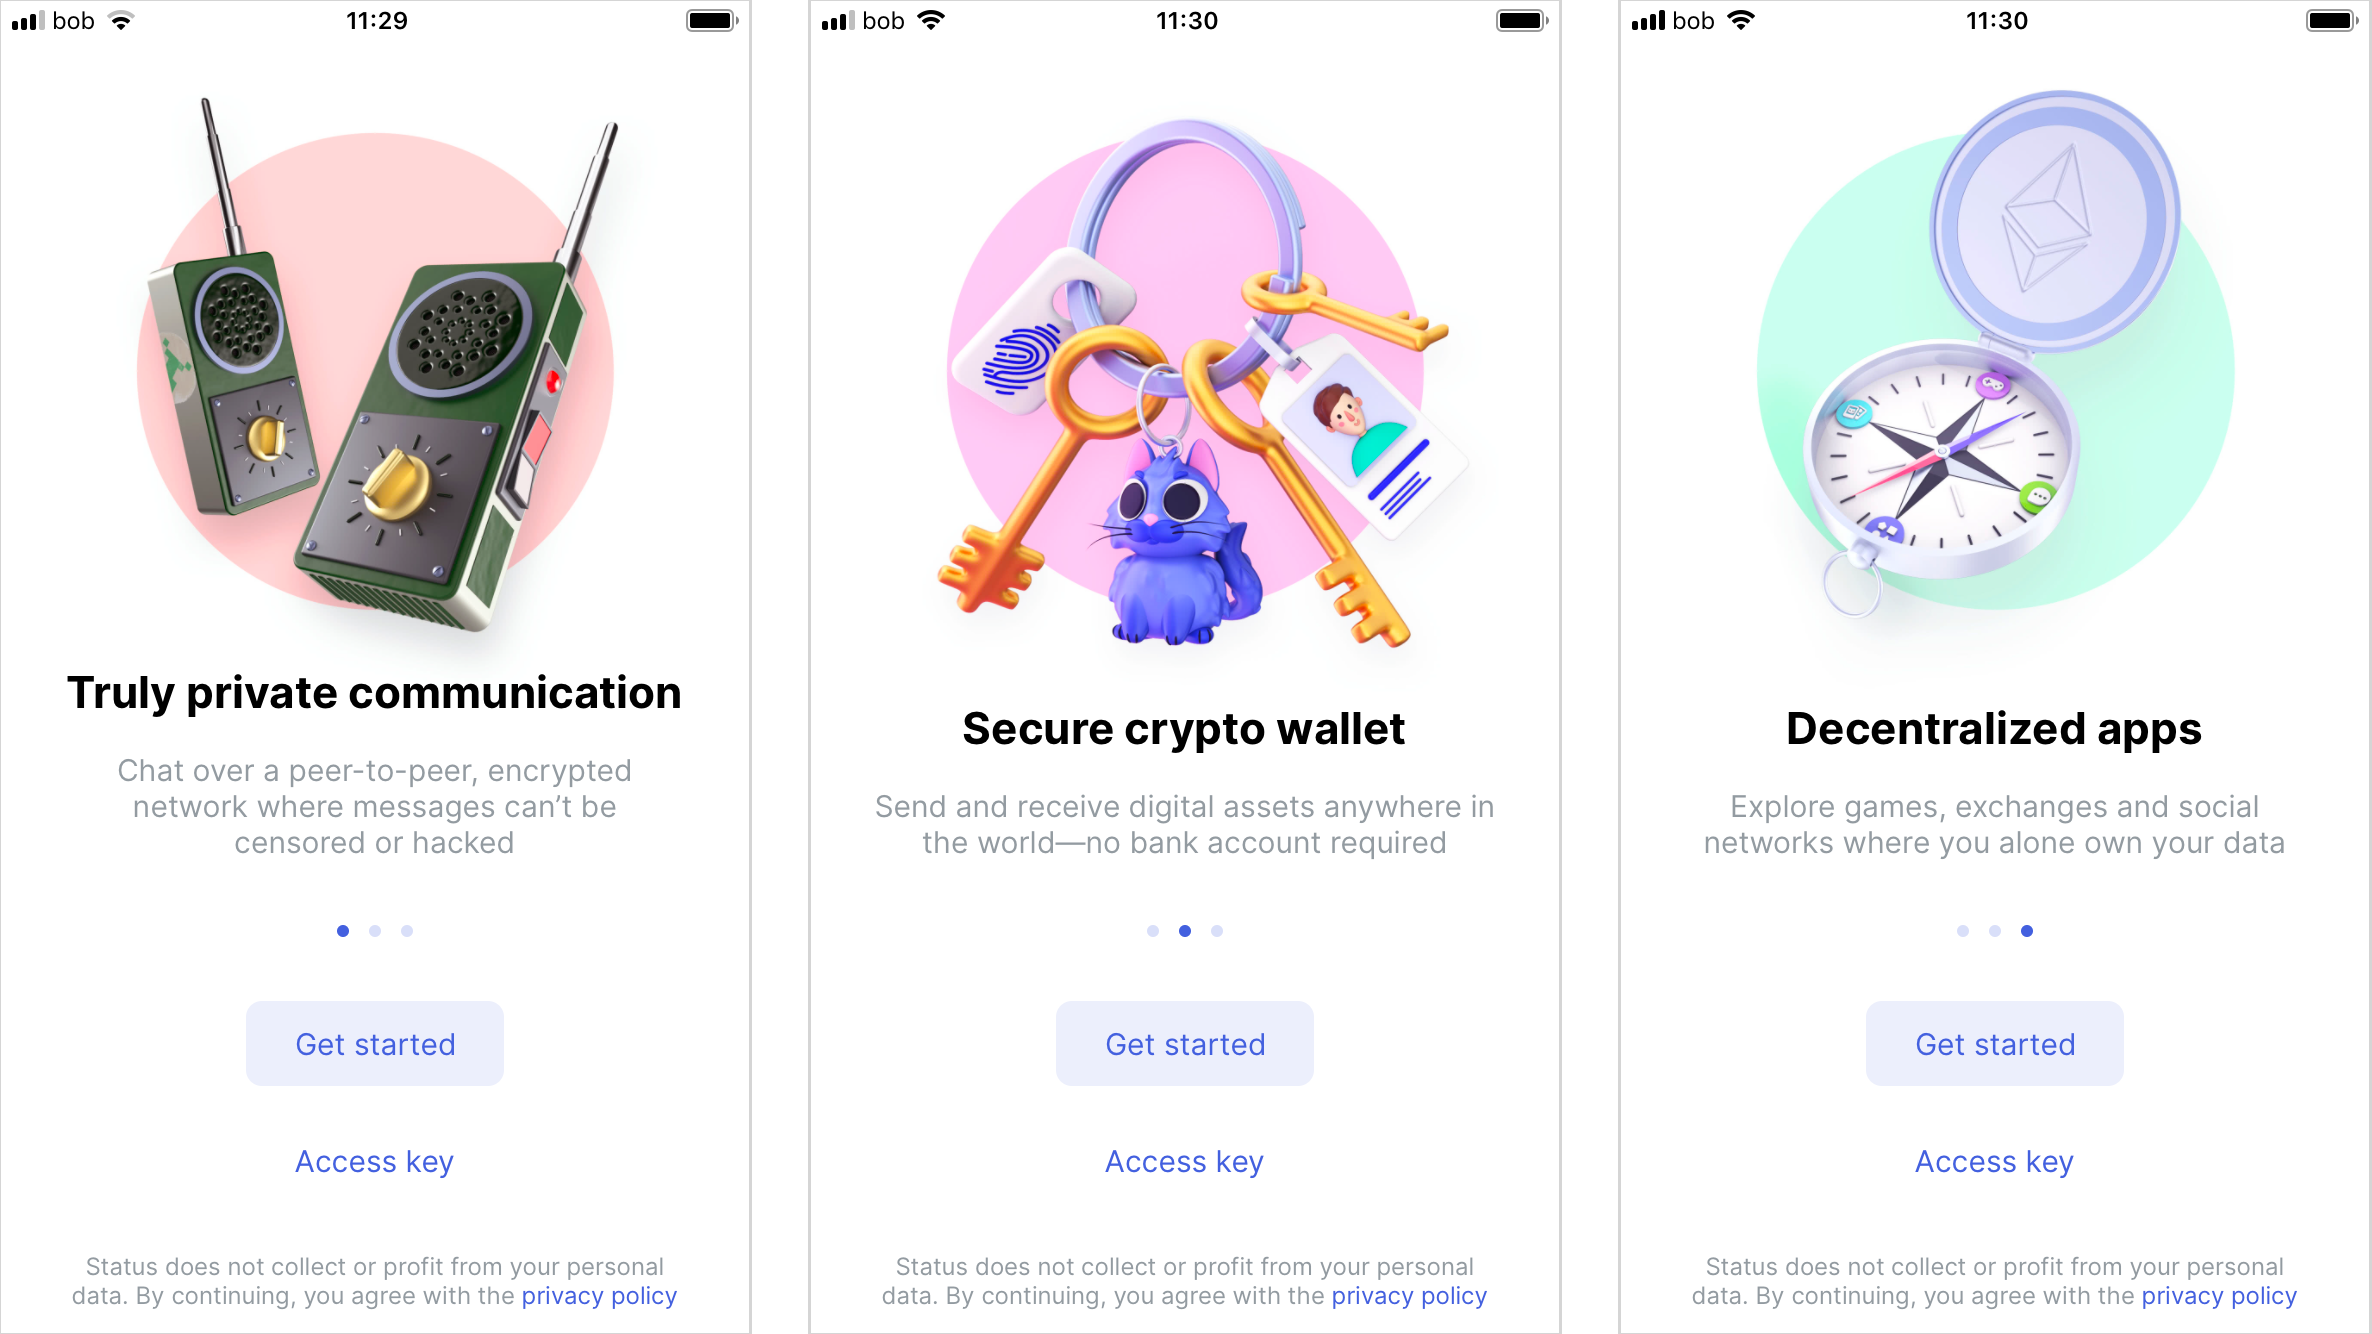 bob
11:29
Truly private communication
Chat over a peer-to-peer, encrypted
network where messages can’t be
censored or hacked
Get started
Access key
Status does not collect or profit from your personal
data. By continuing, you agree with the privacy policy
bob
11:30
Secure crypto wallet
Send and receive digital assets anywhere in
the world—no bank account required
Get started
Access key
Status does not collect or profit from your personal
data. By continuing, you agree with the privacy policy
bob
11:30
Decentralized apps
Explore games, exchanges and social
networks where you alone own your data
Get started
Access key
Status does not collect or profit from your personal
data. By continuing, you agree with the privacy policy